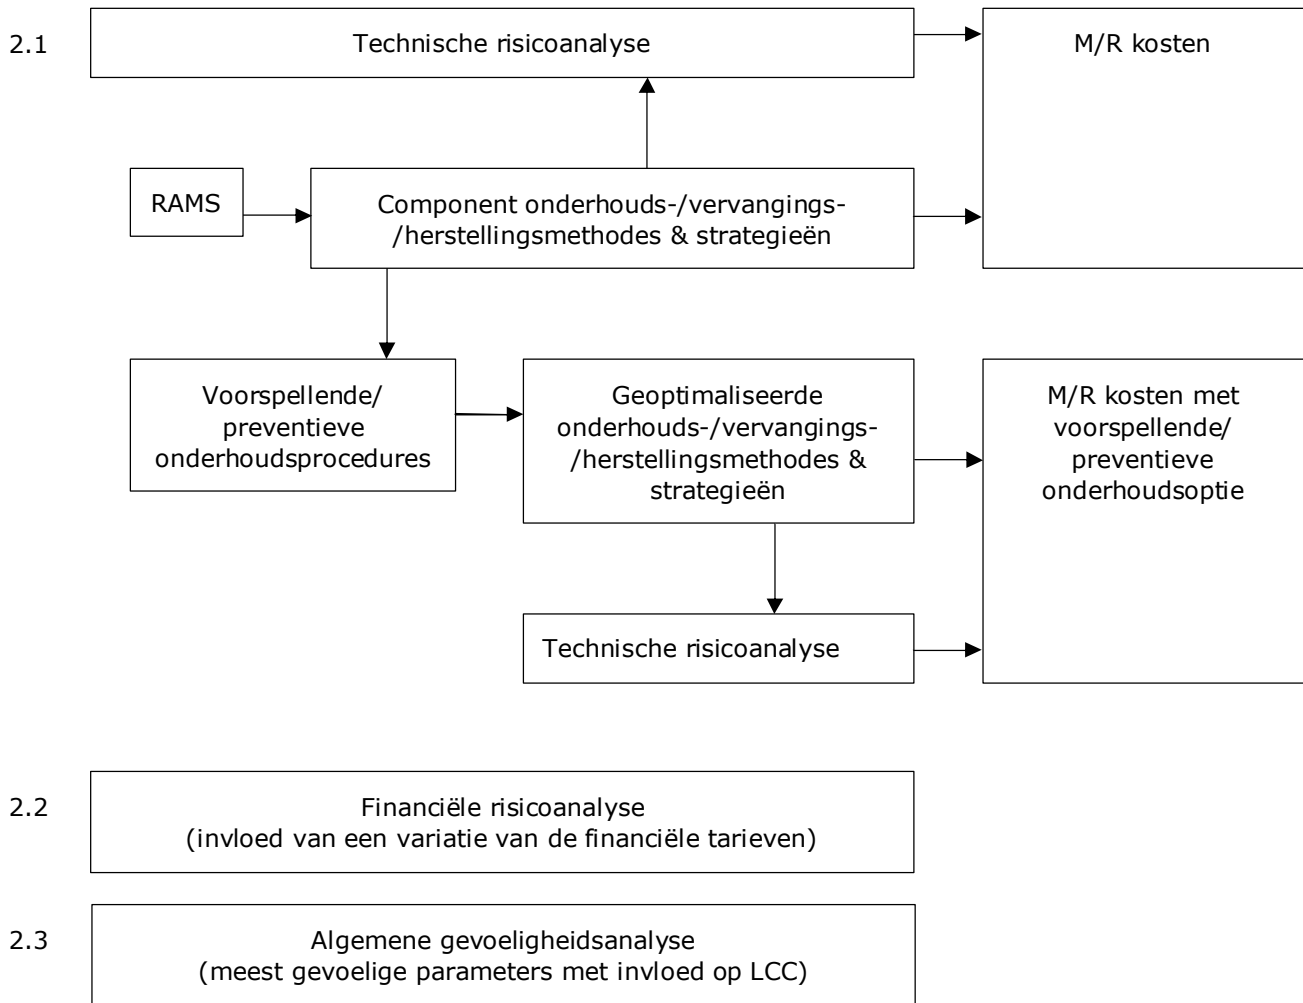 2.1
Technische risicoanalyse
M/R kosten
RAMS
Component onderhouds-/vervangings-
/herstellingsmethodes & strategieën
Voorspellende/
preventieve
onderhoudsprocedures
Geoptimaliseerde
onderhouds-/vervangings-
/herstellingsmethodes &
strategieën
M/R kosten met
voorspellende/
preventieve
onderhoudsoptie
Technische risicoanalyse
2.2
Financiële risicoanalyse
(invloed van een variatie van de financiële tarieven)
2.3
Algemene gevoeligheidsanalyse
(meest gevoelige parameters met invloed op LCC)